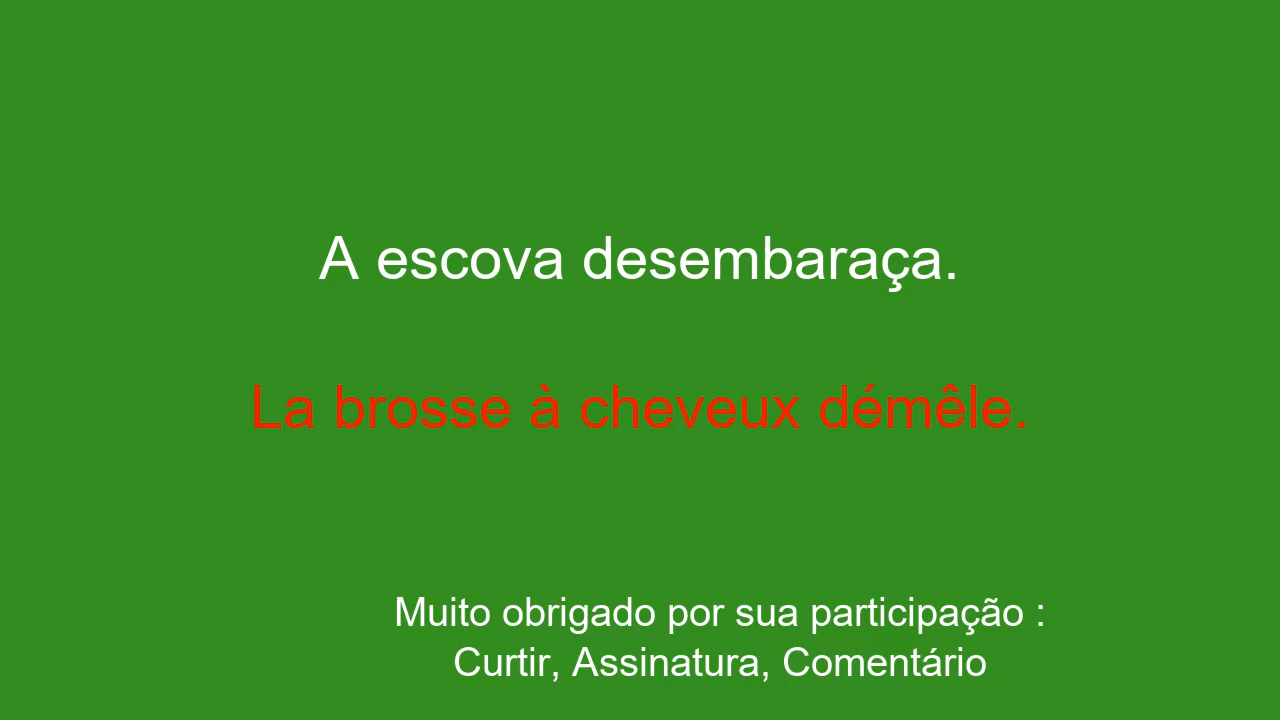 A escova desembaraça.
La brosse à cheveux démêle.
Muito obrigado por sua participação :
Curtir, Assinatura, Comentário